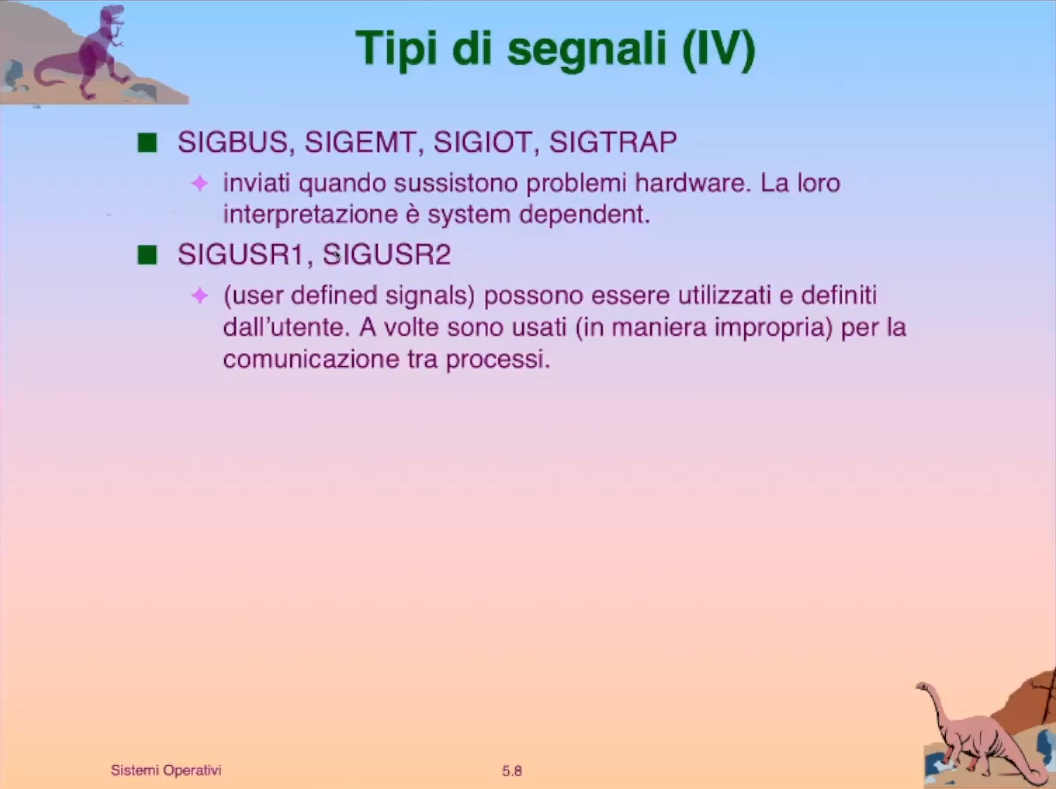 Tipi di segnali (IV)
SIGBUS, SIGEMT, SIGIOT, SIGTRAP
inviati quando sussistono problemi hardware. La loro
interpretazione è system dependent.
SIGUSR1, SIGUSR2
(user defined signals) possono essere utilizzati e definiti
dall'utente. A volte sono usati (in maniera impropria) per la
comunicazione tra processi.
Sistemi Operativi
5.8